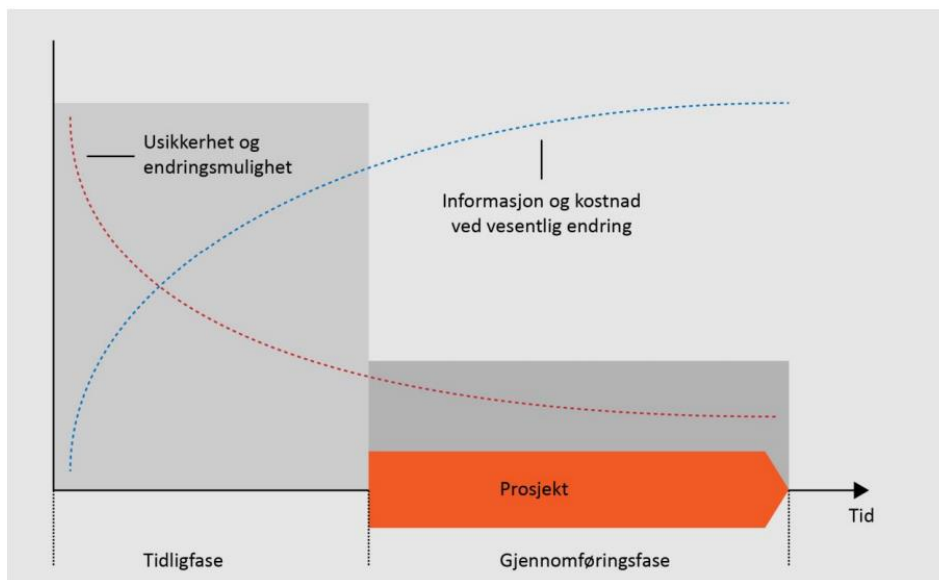 Usikkerhet og
endringsmulighet
Informasjon og kostnad
ved vesentlig endring
Prosjekt
Tid
Tidligfase
Gjennomføringsfase